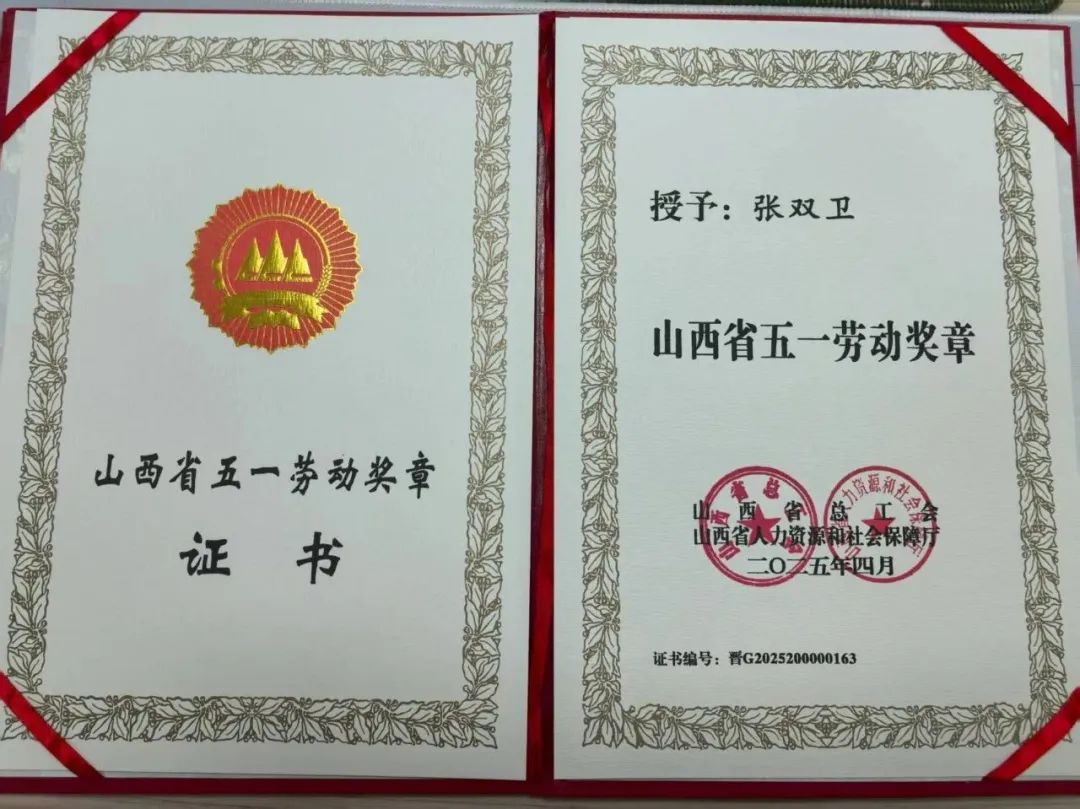 山西省五一劳动奖章
证 书
授予：张双卫
山西省五一劳动奖章
山西省总工会
山西省人力资源和社会保障厅
二〇二五年四月
证书编号：晋G2025200000163